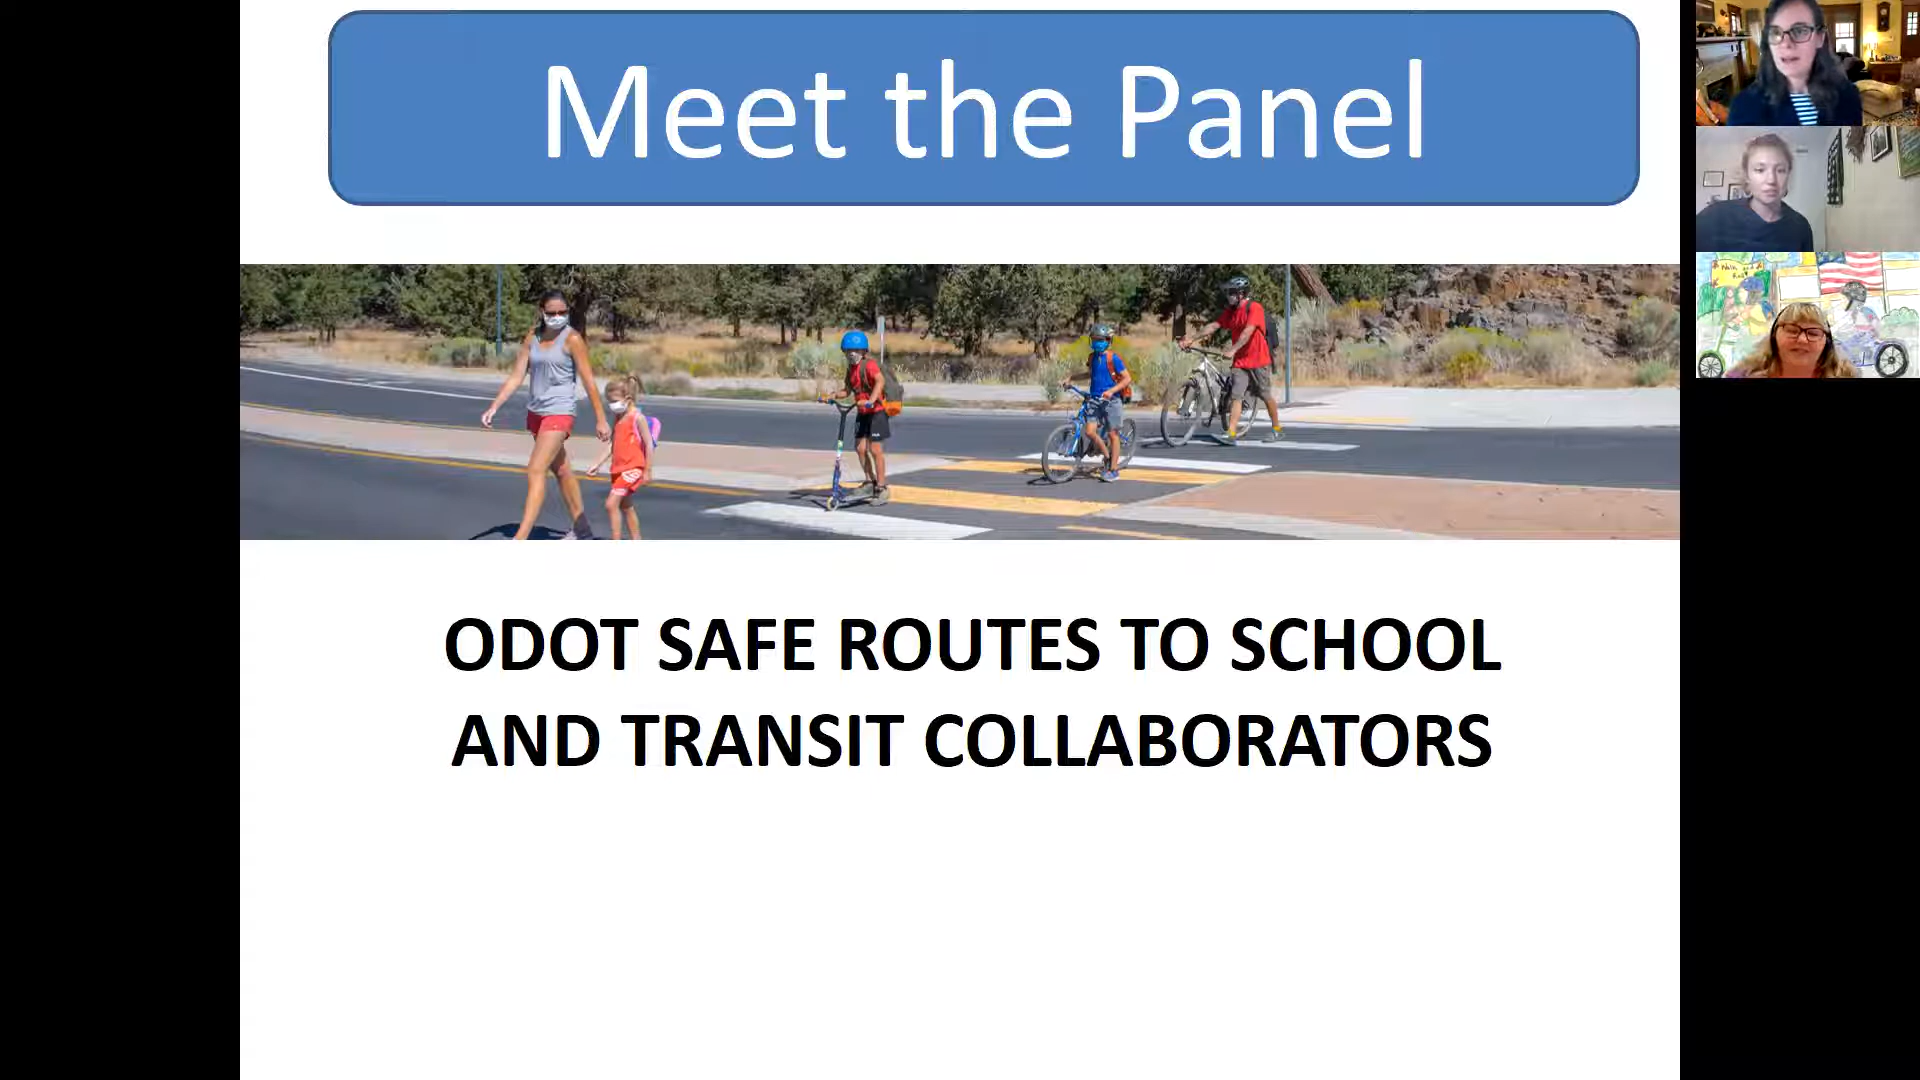 Meet the Panel
ODOT SAFE ROUTES TO SCHOOL
AND TRANSIT COLLABORATORS